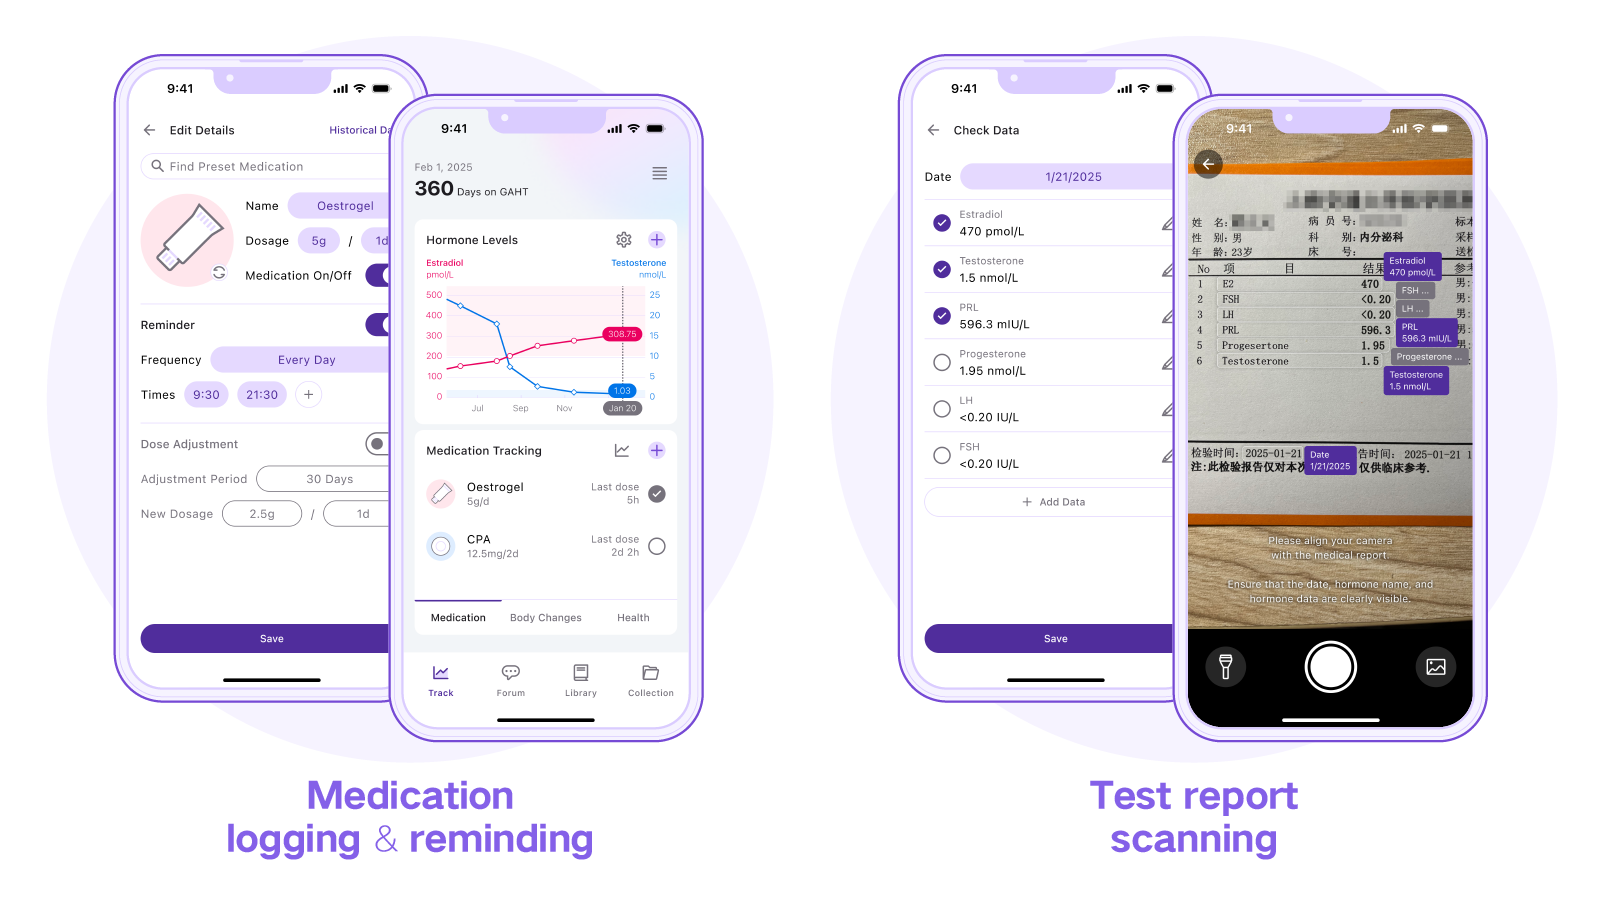 9:41
Edit Details
Historical Da
Find Preset Medication
Name Oestrogel
Dosage 5g / 1d
Medication On/Off
Reminder
Frequency Every Day
Times 9:30 21:30 +
Dose Adjustment
Adjustment Period 30 Days
New Dosage 2.5g / 1d
Save
9:41
Feb 1, 2025
360 Days on GAHT
Hormone Levels
Estradiol Testosterone
pmol/L nmol/L
500 25
400 20
300 15
200 10
100 5
0 0
308.75
1.03
Jul Sep Nov Jan 20
Medication Tracking
Oestrogel Last dose
5g/d 5h
CPA Last dose
12.5mg/2d 2d 2h
Medication Body Changes Health
Track Forum Library Collection
Medication
logging & reminding
9:41
Check Data
Date 1/21/2025
Estradiol
470 pmol/L
Testosterone
1.5 nmol/L
PRL
596.3 mIU/L
Progesterone
1.95 nmol/L
LH
<0.20 IU/L
FSH
<0.20 IU/L
+ Add Data
Save
9:41
姓 名: 病 员 号: 标本
性 别: 男 科 别: 内分泌科 采样
年 龄: 23岁 床 号: 送检
No 项 目 结果 参考
1 E2 470 男:
2 FSH <0.20 男:
3 LH <0.20 男:
4 PRL 596.3 男:
5 Progesertone 1.95 男:
6 Testosterone 1.5
Estradiol
470 pmol/L
FSH ...
LH ...
PRL
596.3 mIU/L
Progesterone ...
Testosterone
1.5 nmol/L
检验时间: 2025-01-21 告时间: 2025-01-21 1
注:此检验报告仅对本次 仅供临床参考.
Date
1/21/2025
Please align your camera
with the medical report.
Ensure that the date, hormone name, and
hormone data are clearly visible.
Test report
scanning